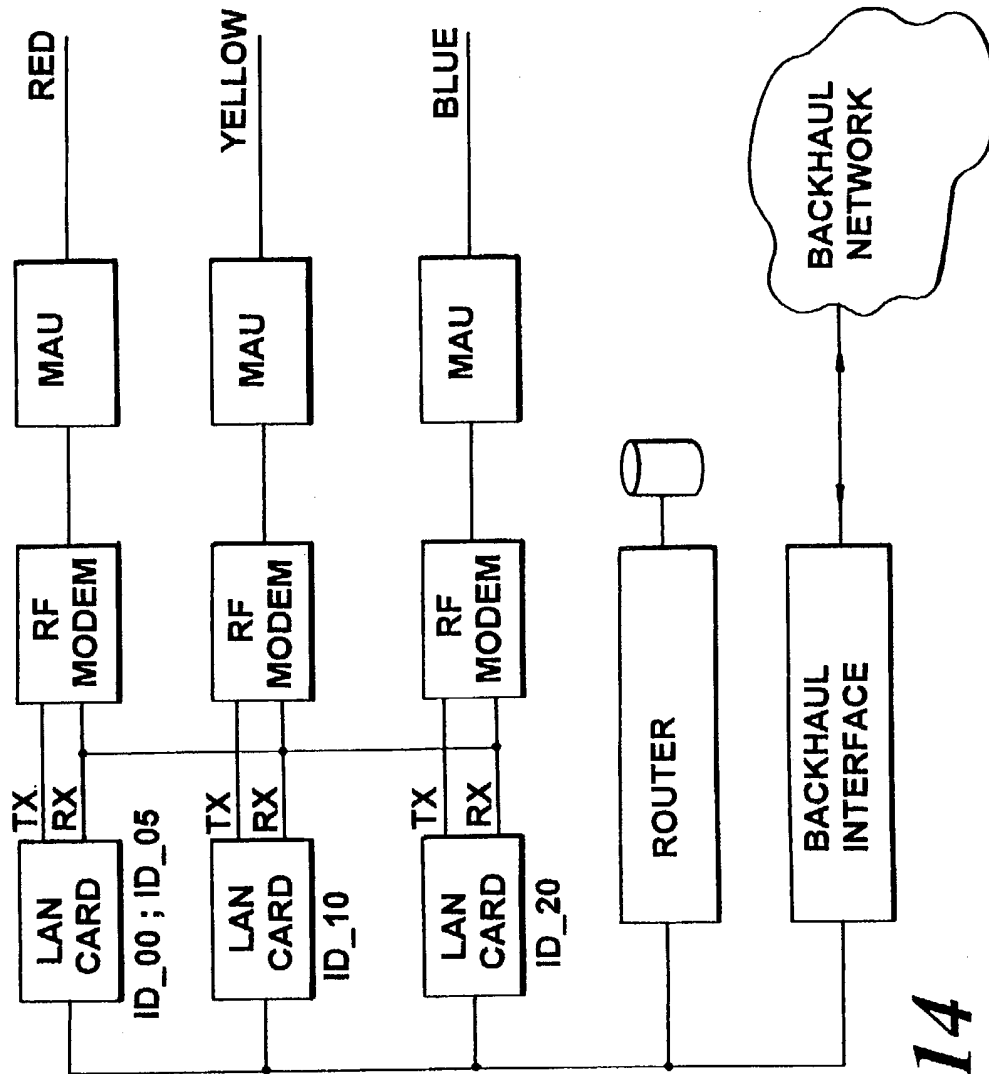 RED
YELLOW
BLUE
MAU
MAU
MAU
RF
MODEM
RF
MODEM
RF
MODEM
TX
RX
TX
RX
TX
RX
LAN
CARD
ID_00 ; ID_05
LAN
CARD
ID_10
LAN
CARD
ID_20
ROUTER
BACKHAUL
INTERFACE
BACKHAUL
NETWORK
14